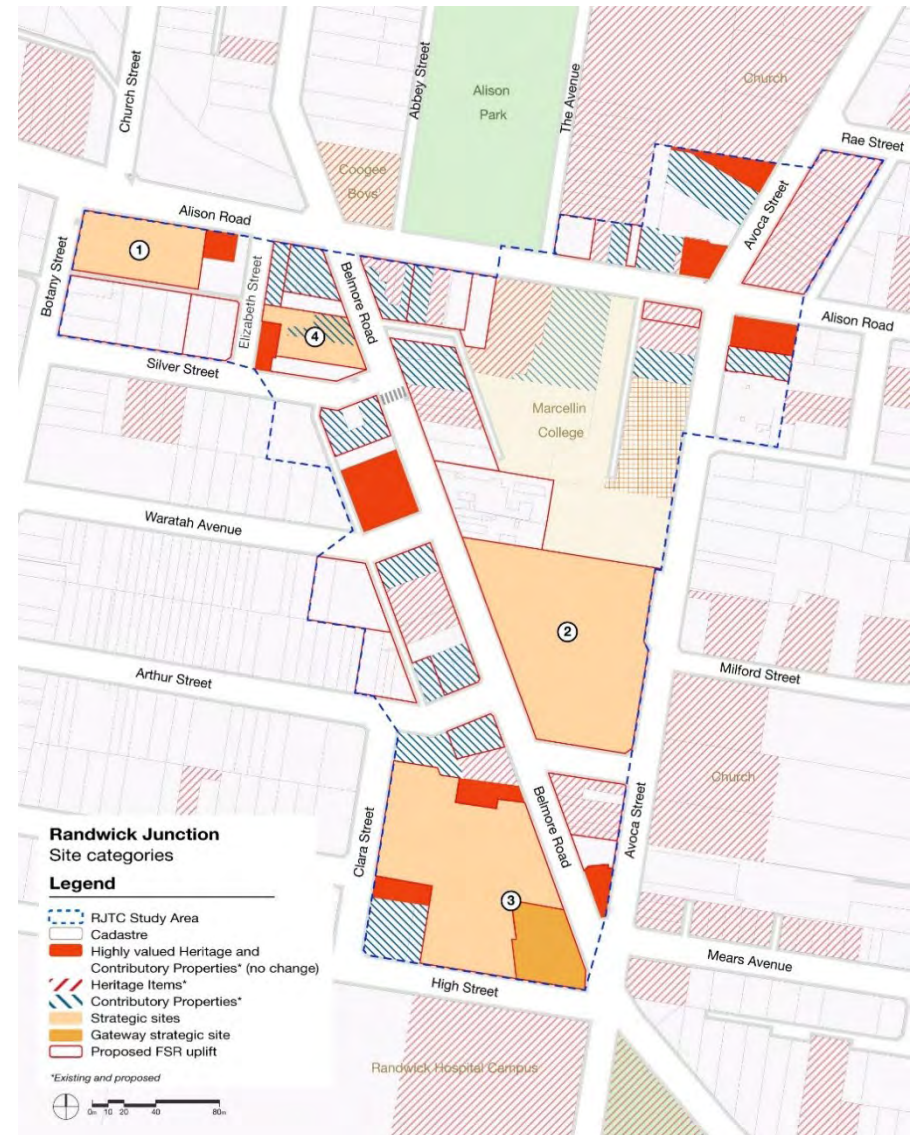 Church Street
Abbey Street
Alison
Park
The Avenue
Church
Rae Street
Coogee
Boys'
Avoca Street
Alison Road
1
Botany Street
Elizabeth Street
Belmore Road
4
Alison Road
Silver Street
Marcellin
College
Waratah Avenue
2
Milford Street
Arthur Street
Church
Belmore Road
Avoca Street
Clara Street
3
Mears Avenue
High Street
Randwick Hospital Campus
Randwick Junction
Site categories
Legend
RJTC Study Area
Cadastre
Highly valued Heritage and
Contributory Properties* (no change)
Heritage Items*
Contributory Properties*
Strategic sites
Gateway strategic site
Proposed FSR uplift
*Existing and proposed
0m 10 20 40 80m